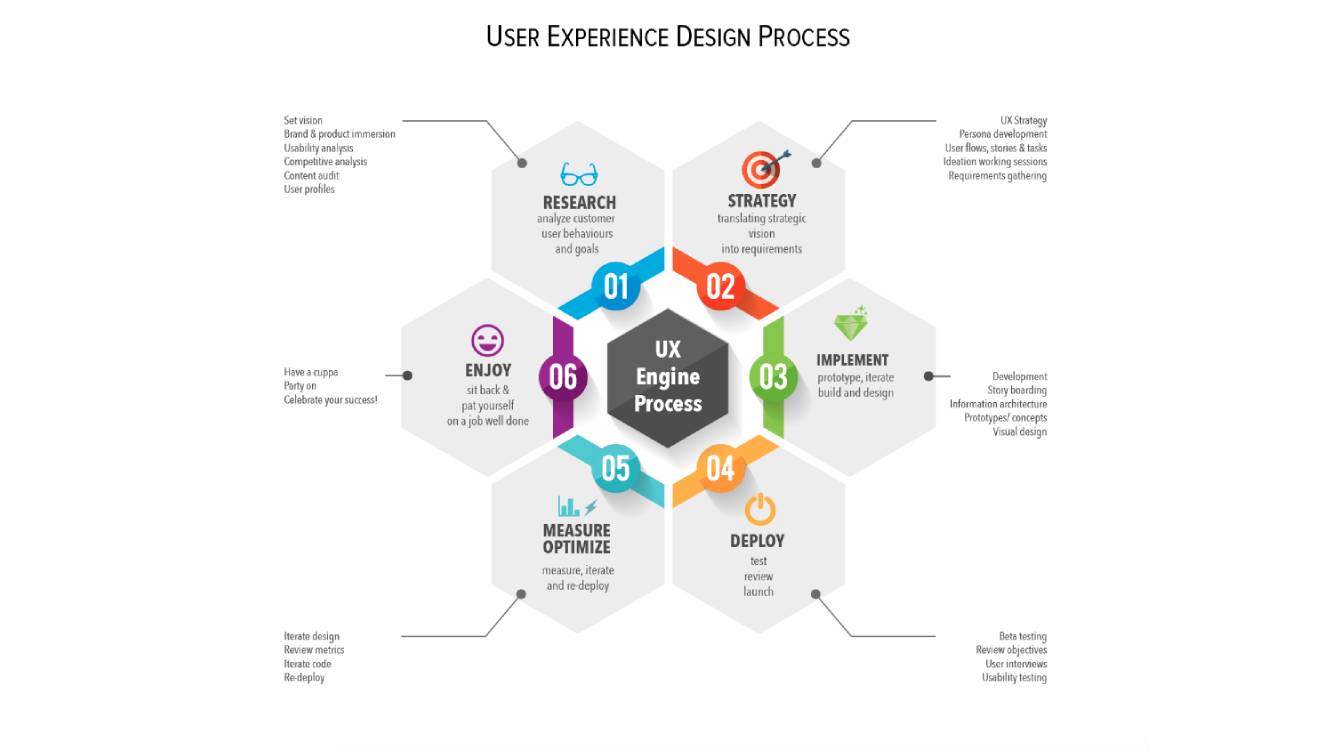 USER EXPERIENCE DESIGN PROCESS
Set vision
Brand & product immersion
Usability analysis
Competitive analysis
Content audit
User profiles
RESEARCH
analyze customer
user behaviours
and goals
01
STRATEGY
translating strategic
vision
into requirements
02
UX Strategy
Persona development
User flows, stories & tasks
Ideation working sessions
Requirements gathering
UX
Engine
Process
IMPLEMENT
prototype, iterate
build and design
03
Development
Story boarding
Information architecture
Prototypes/ concepts
Visual design
DEPLOY
test
review
launch
04
Beta testing
Review objectives
User interviews
Usability testing
MEASURE
OPTIMIZE
measure, iterate
and re-deploy
05
Iterate design
Review metrics
Iterate code
Re-deploy
ENJOY
sit back &
pat yourself
on a job well done
06
Have a cuppa
Party on
Celebrate your success!